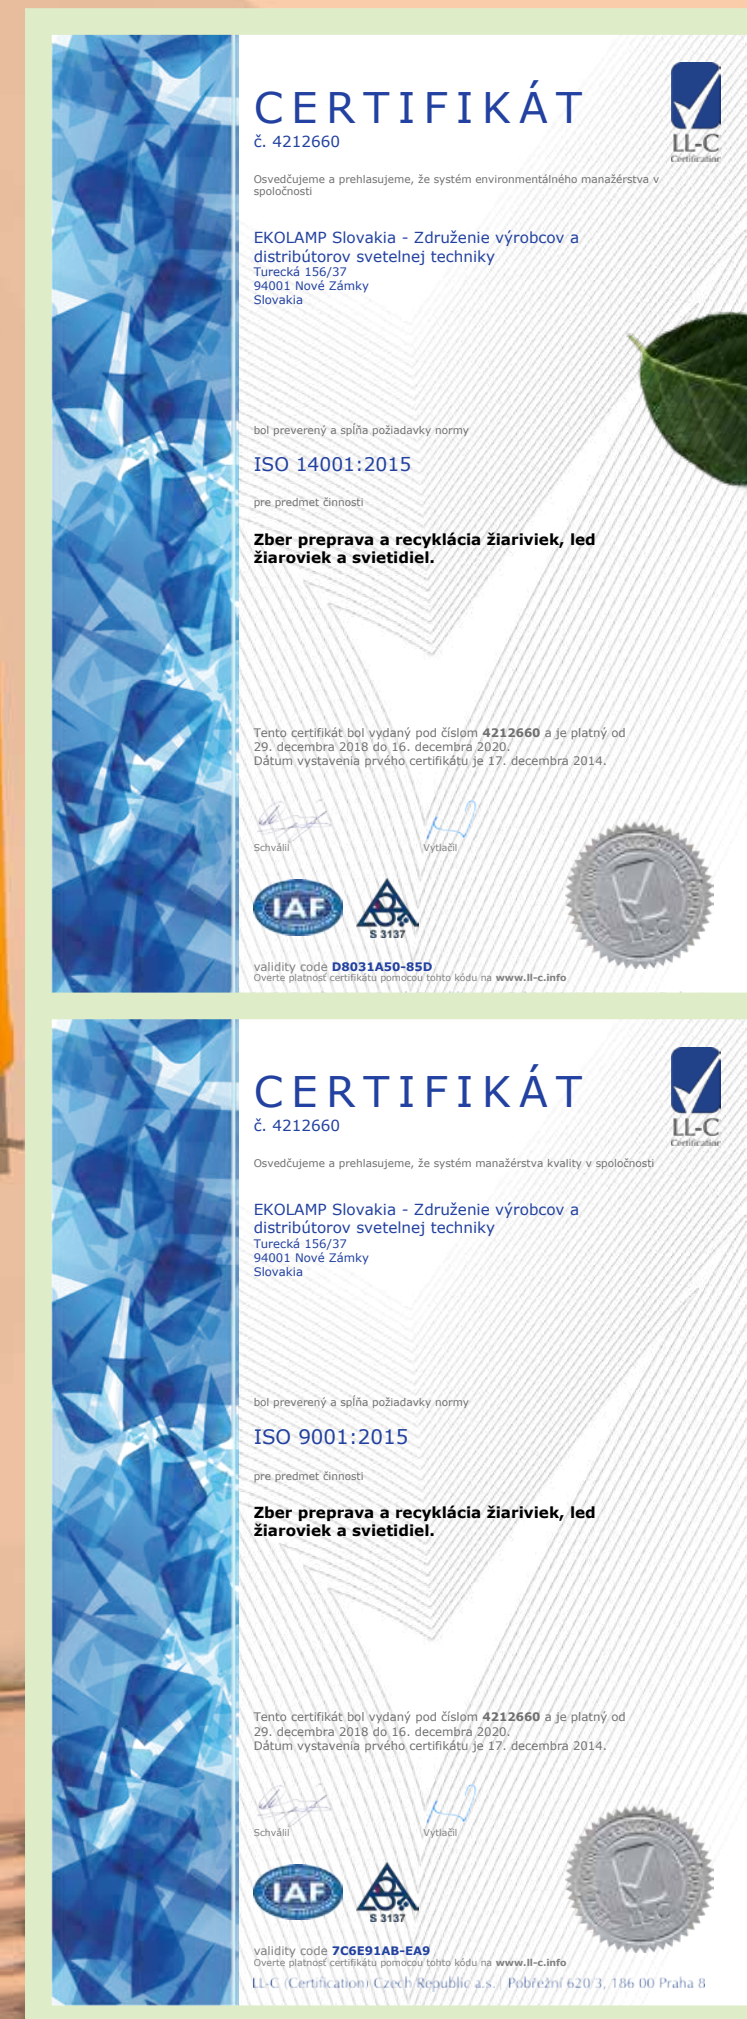 CERTIFIKÁT
č. 4212660
LL-C
Certification
Osvedčujeme a prehlasujeme, že systém environmentálného manažérstva v
spoločnosti
EKOLAMP Slovakia - Združenie výrobcov a
distribútorov svetelnej techniky
Turecká 156/37
94001 Nové Zámky
Slovakia
bol preverený a spĺňa požiadavky normy
ISO 14001:2015
pre predmet činnosti
Zber preprava a recyklácia žiariviek, led
žiaroviek a svietidiel.
Tento certifikát bol vydaný pod číslom 4212660 a je platný od
29. decembra 2018 do 16. decembra 2020.
Dátum vystavenia prvého certifikátu je 17. decembra 2014.
Schválil Vytlačil
IAF
S 3137
LL-C
validity code D8031A50-85D
Overte platnosť certifikátu pomocou tohto kódu na www.ll-c.info
CERTIFIKÁT
č. 4212660
LL-C
Certification
Osvedčujeme a prehlasujeme, že systém manažérstva kvality v spoločnosti
EKOLAMP Slovakia - Združenie výrobcov a
distribútorov svetelnej techniky
Turecká 156/37
94001 Nové Zámky
Slovakia
bol preverený a spĺňa požiadavky normy
ISO 9001:2015
pre predmet činnosti
Zber preprava a recyklácia žiariviek, led
žiaroviek a svietidiel.
Tento certifikát bol vydaný pod číslom 4212660 a je platný od
29. decembra 2018 do 16. decembra 2020.
Dátum vystavenia prvého certifikátu je 17. decembra 2014.
Schválil Vytlačil
IAF
S 3137
LL-C
validity code 7C6E91AB-EA9
Overte platnosť certifikátu pomocou tohto kódu na www.ll-c.info
LL-C (Certification) Czech Republic a.s. | Pobřežní 620/3, 186 00 Praha 8